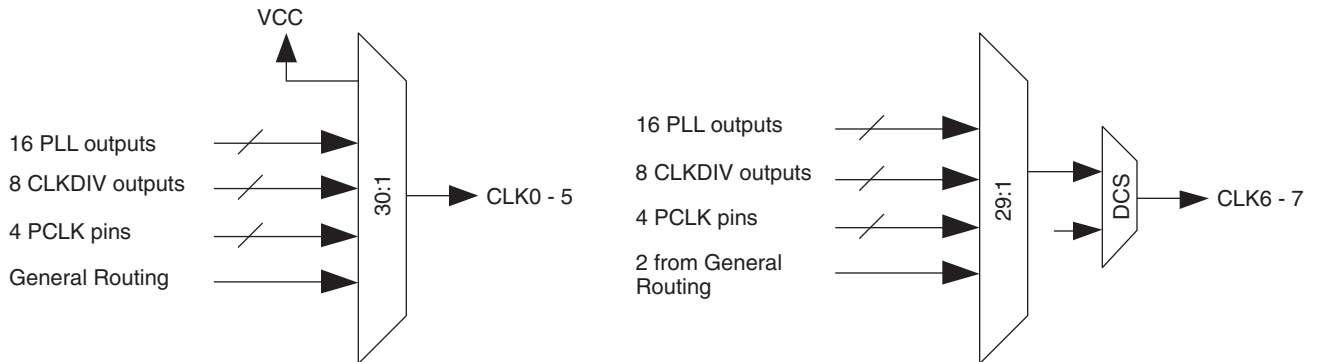 VCC
16 PLL outputs
8 CLKDIV outputs
4 PCLK pins
General Routing
30:1
CLK0 - 5
16 PLL outputs
8 CLKDIV outputs
4 PCLK pins
2 from General
Routing
29:1
DCS
CLK6 - 7